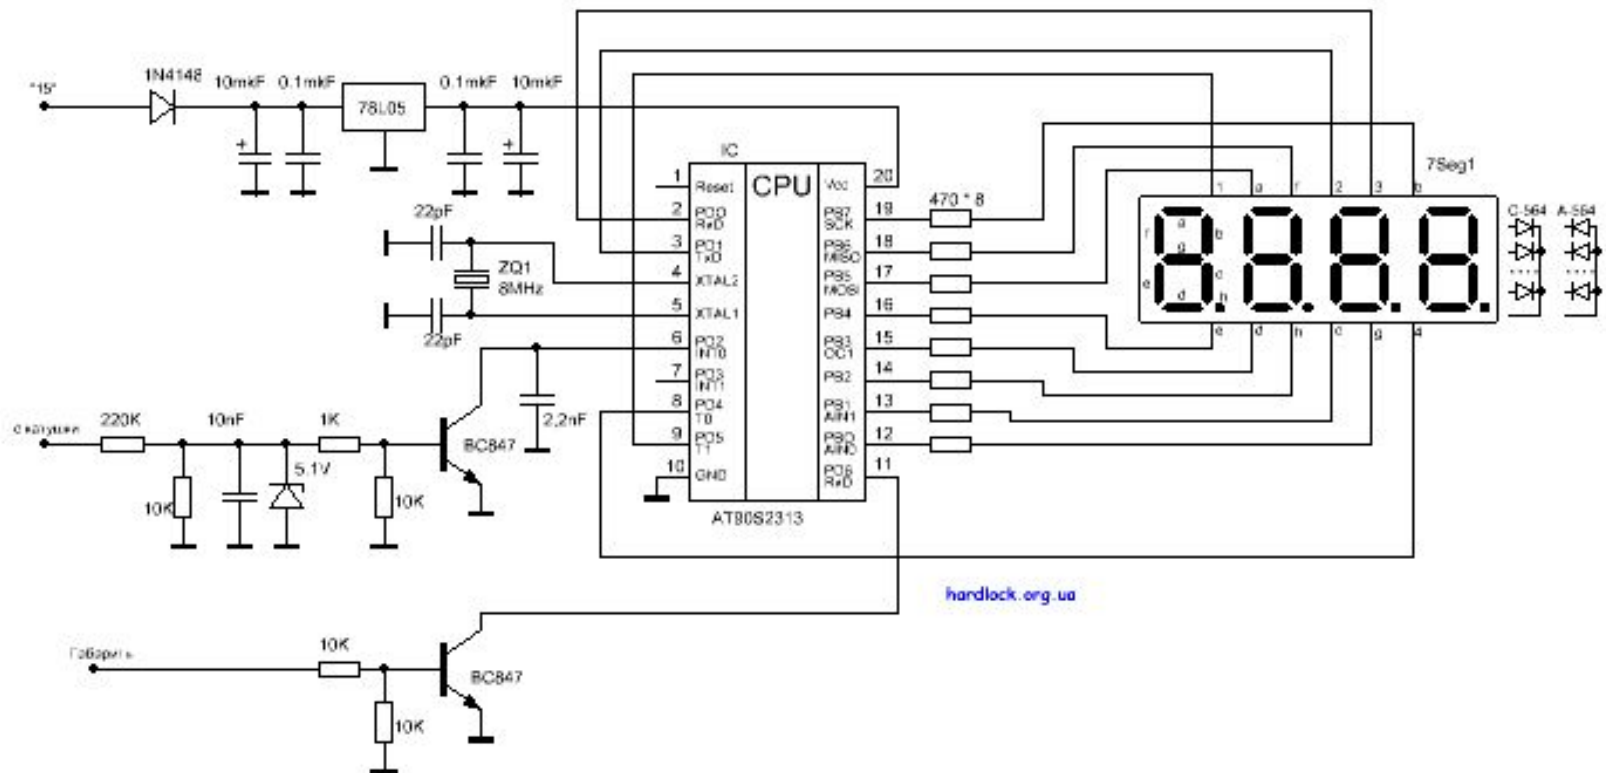 "15"
1N4148
10mkF
0.1mkF
78L05
0.1mkF
10mkF
IC
CPU
1 Reset
2 PD0 RxD
3 PD1 TxD
4 XTAL2
5 XTAL1
6 PD2 INT0
7 PD3 INT1
8 PD4 T0
9 PD5 T1
10 GND
Vcc 20
PB7 SCK 19
PB6 MISO 18
PB5 MOSI 17
PB4 16
PB3 OC1 15
PB2 14
PB1 AIN1 13
PB0 AIN0 12
PD6 RxD 11
AT90S2313
22pF
ZQ1
8MHz
22pF
470 * 8
7Seg1
1 a f 2 3 b
a
f b
g
e c
d h
e d h c g 4
C-564 A-564
с катушки
220K
10nF
1K
BC847
2,2nF
10K
5.1V
10K
hardlock.org.ua
Габариты
10K
BC847
10K